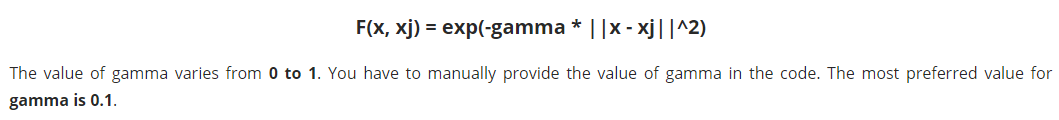 F(x, xj) = exp(-gamma * ||x - xj||^2)
The value of gamma varies from 0 to 1. You have to manually provide the value of gamma in the code. The most preferred value for
gamma is 0.1.